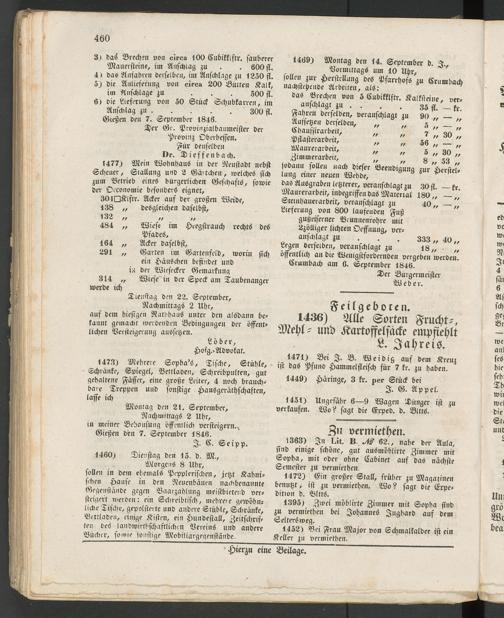 460
3) das Brechen von circa 100 Cubikkftr. sauberer
Mauersteine, im Anschlag zu . . 600 fl.
4) das Anfahren derselben, im Anschlage zu 1250 fl.
5) die Anlieferung von circa 200 Bütten Kalk,
im Anschlage zu . . . 500 fl.
6) die Lieferung von 50 Stück Schubkarren, im
Anschlag zu . . . . 300 fl.
Gießen den 7. September 1846.
Der Gr. Provinzialbaumeister der
Provinz Oberhessen.
Für denselben
Dr. Dieffenbach.
1477) Mein Wohnhaus in der Neustadt nebst
Scheuer, Stallung und 2 Gärtchen, welches sich
zum Betrieb eines bürgerlichen Geschäfts, sowie
der Oeconomie besonders eignet,
301□Klftr. Acker auf der großen Weide,
138 „ desgleichen daselbst,
132 „ „ „
484 „ Wiese im Heegstrauch rechts des
Pfades,
164 „ Acker daselbst,
291 „ Garten im Gartenfeld, worin sich
ein Häuschen befindet und
in der Wiesecker Gemarkung
314 „ Wiese in der Speck am Taubenanger
werde ich
Dienstag den 22. September,
Nachmittags 2 Uhr,
auf dem hiesigen Rathhaus unter den alsdann be-
kannt gemacht werdenden Bedingungen der öffent-
lichen Versteigerung aussetzen.
Löber,
Hofg.-Advokat.
1473) Mehrere Sopha's, Tische, Stühle,
Schränke, Spiegel, Bettladen, Schreibpulten, gut
gehaltene Fässer, eine große Leiter, 4 noch brauch-
bare Treppen und sonstige Hausgeräthschaften,
lasse ich
Montag den 21. September,
Nachmittags 2 Uhr,
in meiner Behausung öffentlich versteigern.
Gießen den 7. September 1846.
J. C. Seipp.
1460) Dienstag den 15. d. M.,
Morgens 8 Uhr,
sollen in dem ehemals Pepplerischen, jetzt
schen Hause in den Neuenbäuen nachbenannte
Gegenstände gegen Baarzahlung meistbietend ver-
steigert werden: ein Schreibtisch, mehrere gewöhn-
liche Tische, gepolsterte und andere Stühle, Schränke,
Bettladen, einige Kisten, ein Hundestall, Zeitschrif-
ten des landwirthschaftlichen Vereins und andere
Bücher, sowie sonstige Mobiliargegenstände.
1469) Montag den 14. September d. J.,
Vormittags um 10 Uhr,
sollen zur Herstellung des Pfarrhofs zu Crumbach
nachstehende Arbeiten, als:
das Brechen von 5 Cubikklftr. Kalksteine, ver-
anschlagt zu . . . 35 fl. — kr.
Fahren derselben, veranschlagt zu 90 „ — „
Aufsetzen derselben, „ „ 5 „ — „
Chaussirarbeit, „ „ 7 „ 30 „
Pflasterarbeit, „ „ 56 „ — „
Maurerarbeit, „ „ 5 „ 30 „
Zimmerarbeit, „ „ 8 „ 53 „
sodann sollen nach dieser Beendigung zur Herstel-
lung einer neuen Wedde,
das Ausgraben letzterer, veranschlagt zu 30 fl. — kr.
Maurerarbeit, inbegriffen das Material 180 „ — „
Steinhauerarbeit, veranschlagt zu 40 „ — „
Lieferung von 800 laufenden Fuß
gußeiserner Brunnenrohre mit
2zölliger lichten Oeffnung, ver-
anschlagt zu . . . 333 „ 40 „
Legen derselben, veranschlagt zu 18 „ „
öffentlich an die Wenigstfordernden vergeben werden.
Crumbach am 6. September 1846.
Der Bürgermeister
Weber.
Feilgeboten.
1436) Alle Sorten Frucht-,
Mehl- und Kartoffelsäcke empfiehlt
L. Jahreis.
1471) Bei J. B. Weidig auf dem Kreuz
ist das Pfund Hammelfleisch für 7 kr. zu haben
1449) Häringe, 3 kr. per Stück bei
J. G. Appel.
1451) Ungefähr 6—9 Wagen Dünger ist zu
verkaufen. Wo? sagt die Exped. d. Bltts.
Zu vermiethen.
1363) In Lit. B. № 62., nahe der Aula,
sind einige schöne, gut ausmöblirte Zimmer mit
Sopha, mit oder ohne Cabinet auf das nächste
Semester zu vermiethen
1472) Ein großer Stall, früher zu Magazinen
benutzt, ist zu vermiethen. Wo? sagt die Expe-
dition d. Bltts.
1395) Zwei möblirte Zimmer mit Sopha sind
zu vermiethen bei Johannes Jughard auf dem
Seltersweg.
1452) Bei Frau Major von Schmalkalder ist ein
Keller zu vermiethen.
Hierzu eine Beilage.